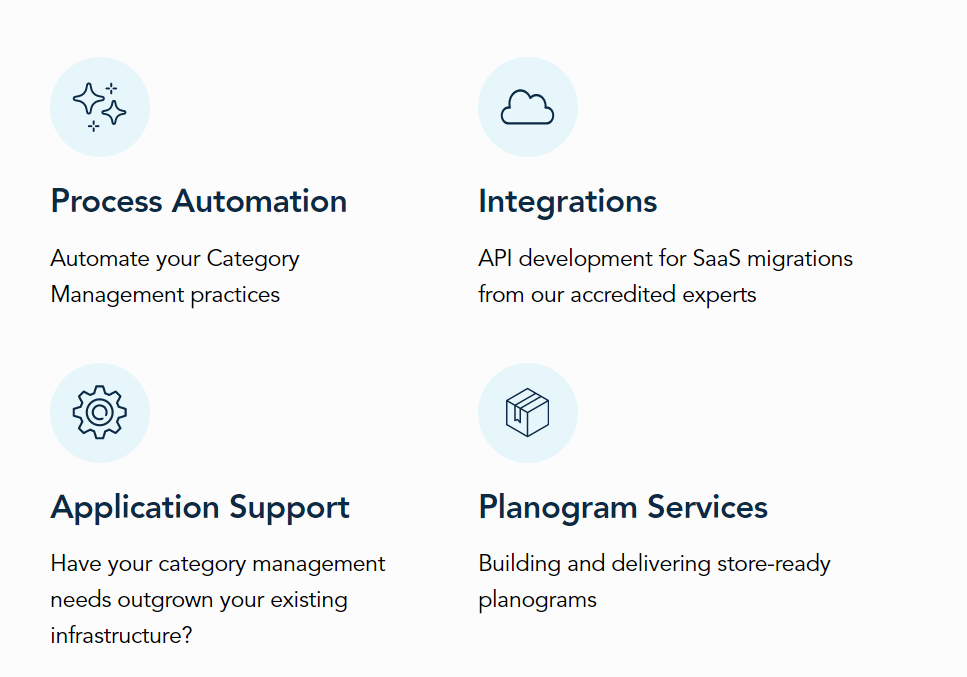 Process Automation
Automate your Category
Management practices
Integrations
API development for SaaS migrations
from our accredited experts
Application Support
Have your category management
needs outgrown your existing
infrastructure?
Planogram Services
Building and delivering store-ready
planograms